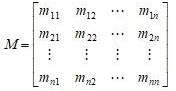 M = [ m11 m12 ⋯ m1n
m21 m22 ⋯ m2n
⋮ ⋮ ⋮ ⋮
mn1 mn2 ⋯ mnn ]